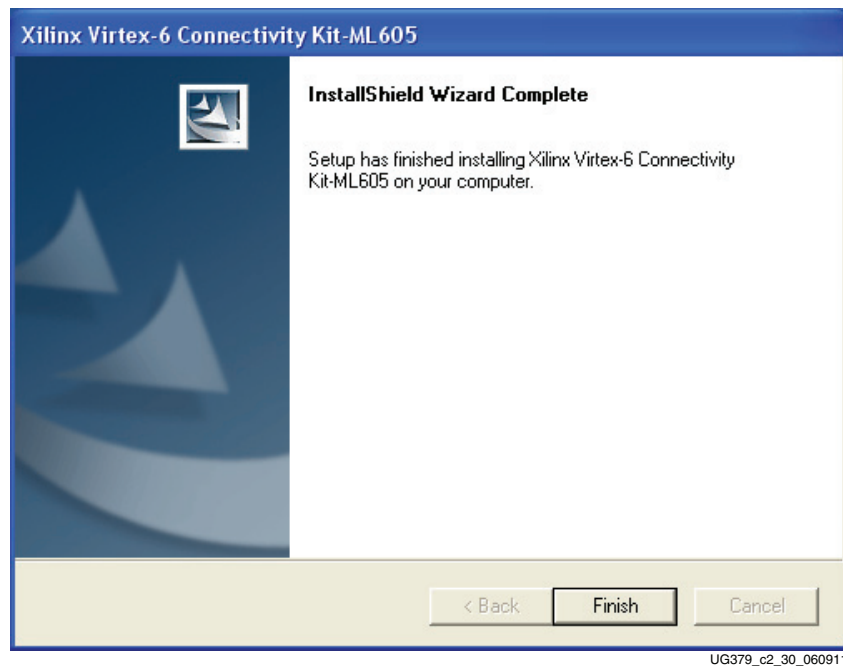 Xilinx Virtex-6 Connectivity Kit-ML605
InstallShield Wizard Complete
Setup has finished installing Xilinx Virtex-6 Connectivity
Kit-ML605 on your computer.
< Back
Finish
Cancel
UG379_c2_30_060911